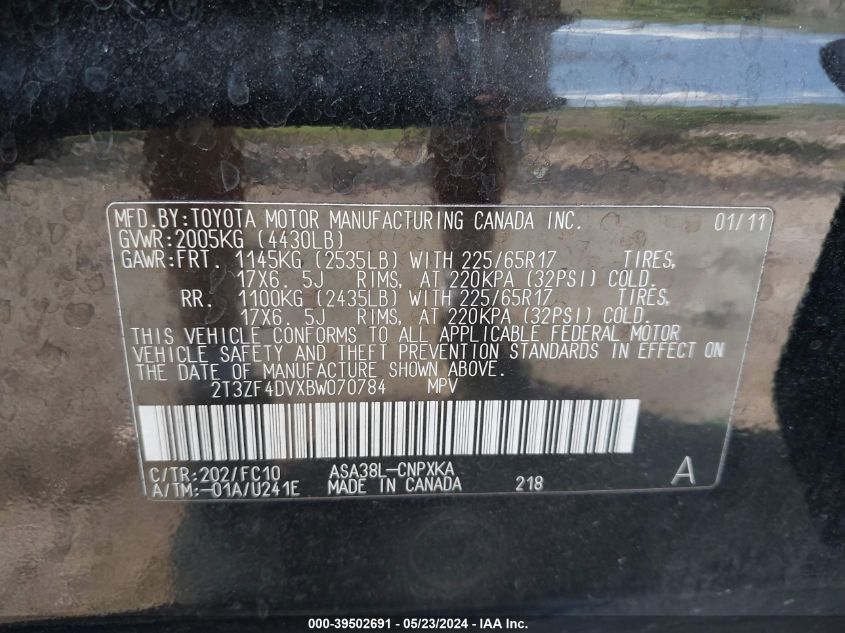 MFD.BY:TOYOTA MOTOR MANUFACTURING CANADA INC. 01/11
GVWR:2005KG (4430LB)
GAWR:FRT. 1145KG (2535LB) WITH 225/65R17 TIRES,
17X6.5J RIMS, AT 220KPA (32PSI) COLD.
RR. 1100KG (2435LB) WITH 225/65R17 TIRES,
17X6.5J RIMS, AT 220KPA (32PSI) COLD.
THIS VEHICLE CONFORMS TO ALL APPLICABLE FEDERAL MOTOR
VEHICLE SAFETY AND THEFT PREVENTION STANDARDS IN EFFECT ON
THE DATE OF MANUFACTURE SHOWN ABOVE.
2T3ZF4DVXBW070784 MPV
C/TR:202/FC10 ASA38L-CNPXKA A
A/TM:-01A/U241E MADE IN CANADA 218
000-39502691 - 05/23/2024 - IAA Inc.